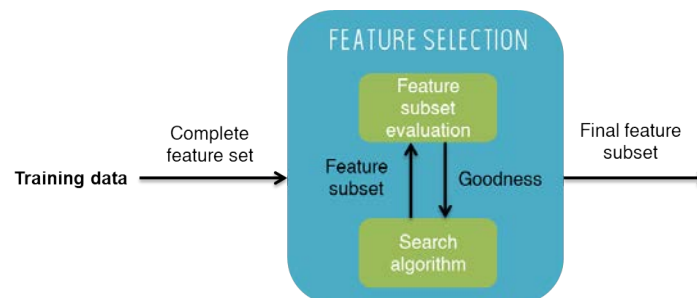 FEATURE SELECTION
Feature
subset
evaluation
Complete
feature set
Final feature
subset
Training data
Feature
subset
Goodness
Search
algorithm